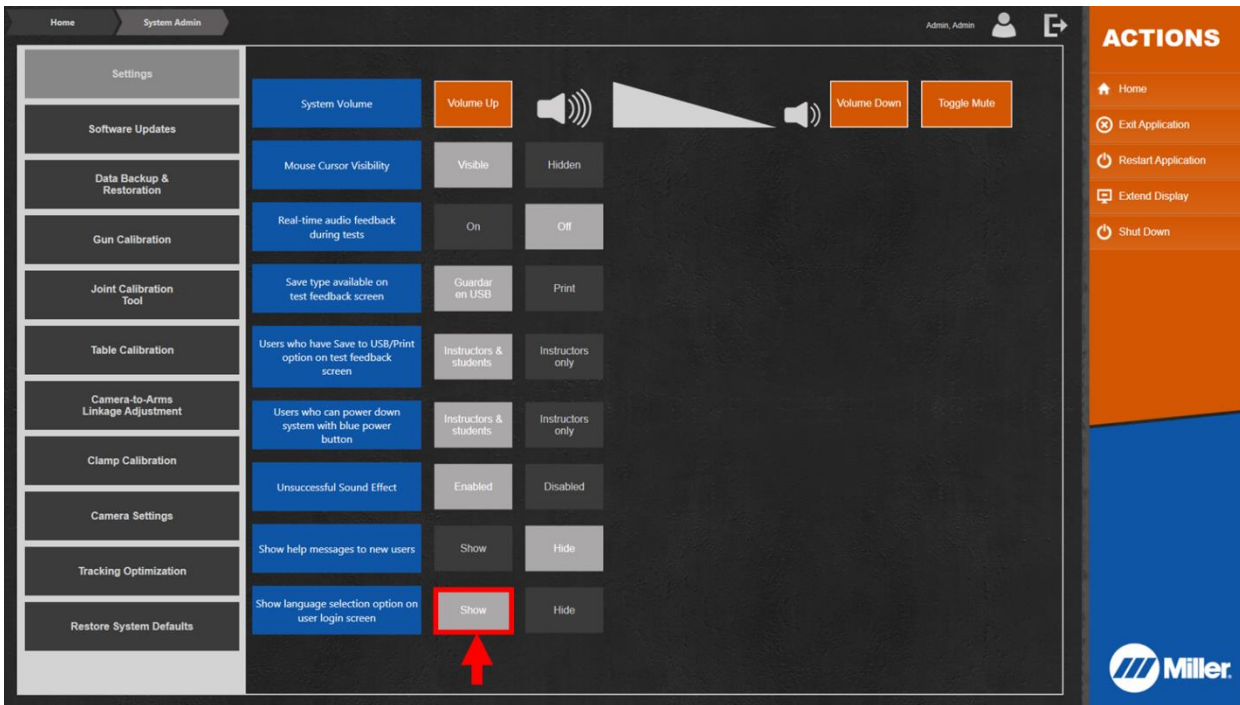 Home
System Admin
Admin, Admin
Settings
Software Updates
Data Backup &
Restoration
Gun Calibration
Joint Calibration
Tool
Table Calibration
Camera-to-Arms
Linkage Adjustment
Clamp Calibration
Camera Settings
Tracking Optimization
Restore System Defaults
System Volume
Volume Up
Volume Down
Toggle Mute
Mouse Cursor Visibility
Visible
Hidden
Real-time audio feedback
during tests
On
Off
Save type available on
test feedback screen
Guardar
en USB
Print
Users who have Save to USB/Print
option on test feedback
screen
Instructors &
students
Instructors
only
Users who can power down
system with blue power
button
Instructors &
students
Instructors
only
Unsuccessful Sound Effect
Enabled
Disabled
Show help messages to new users
Show
Hide
Show language selection option on
user login screen
Show
Hide
ACTIONS
Home
Exit Application
Restart Application
Extend Display
Shut Down
Miller.